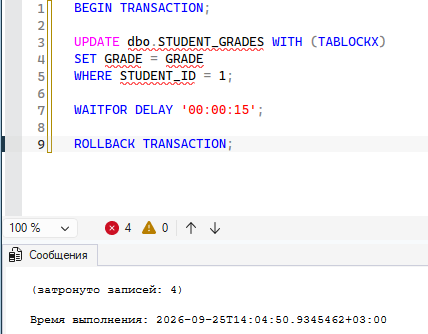 1 BEGIN TRANSACTION;
2
3 UPDATE dbo.STUDENT_GRADES WITH (TABLOCKX)
4 SET GRADE = GRADE
5 WHERE STUDENT_ID = 1;
6
7 WAITFOR DELAY '00:00:15';
8
9 ROLLBACK TRANSACTION;
100 % 4 0
Сообщения
(затронуто записей: 4)
Время выполнения: 2026-09-25T14:04:50.9345462+03:00